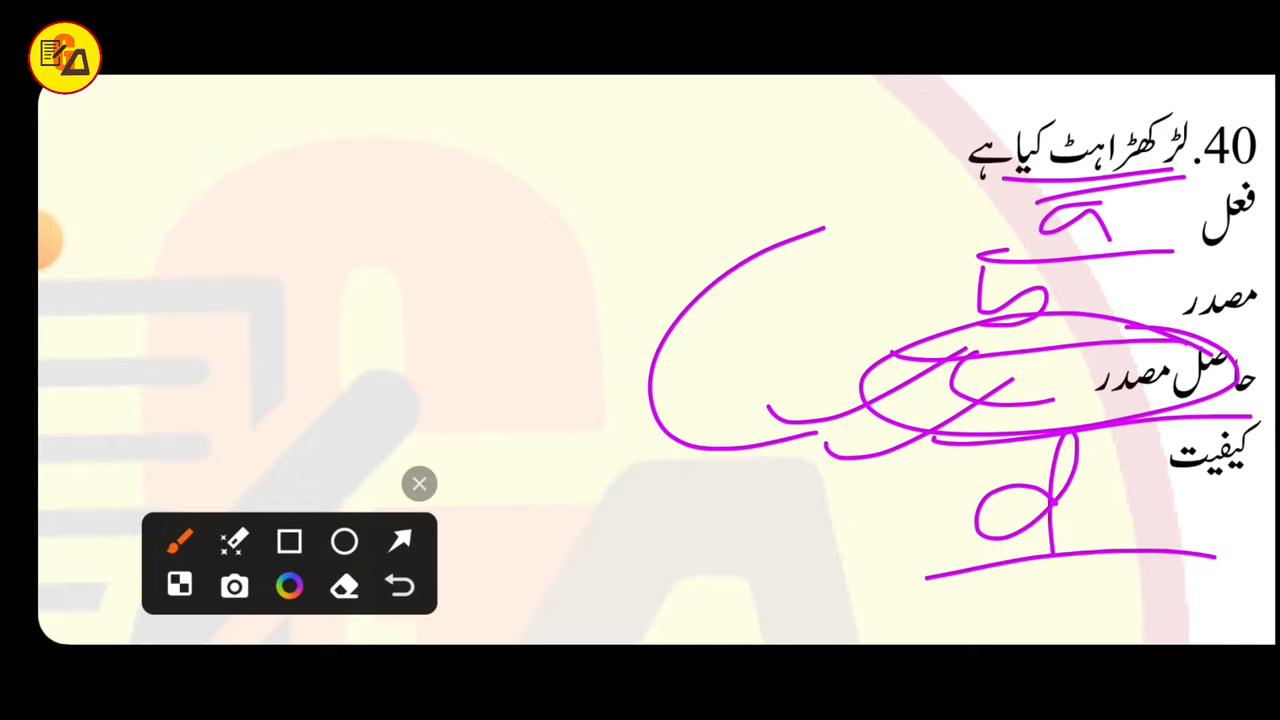 40. لڑکھڑاہٹ کیا ہے
فعل a
مصدر b
حاصل مصدر c
کیفیت d